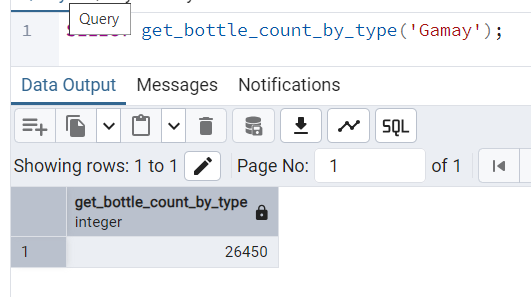 Query
1 get_bottle_count_by_type('Gamay');
Data Output Messages Notifications
SQL
Showing rows: 1 to 1 Page No: 1 of 1
get_bottle_count_by_type
integer
1 26450